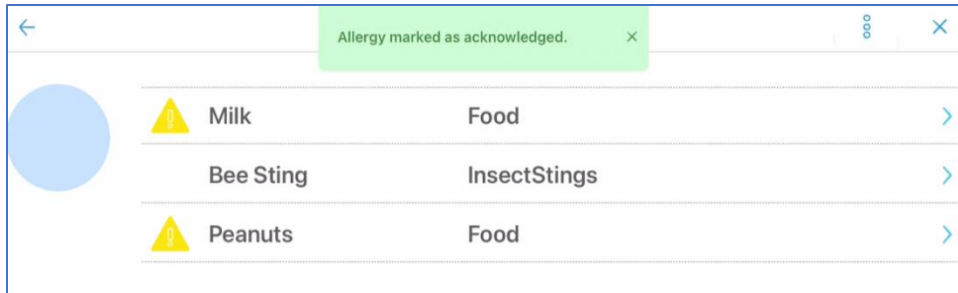 Allergy marked as acknowledged.
Milk Food
Bee Sting InsectStings
Peanuts Food